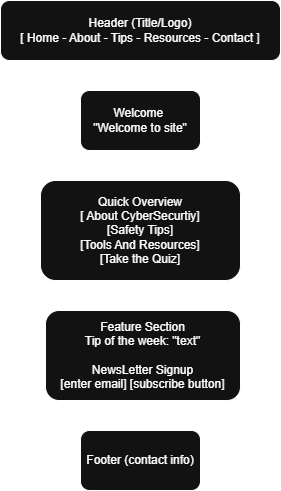 Header (Title/Logo)
[ Home - About - Tips - Resources - Contact ]
Welcome
"Welcome to site"
Quick Overview
[ About CyberSecurtiy]
[Safety Tips]
[Tools And Resources]
[Take the Quiz]
Feature Section
Tip of the week: "text"
NewsLetter Signup
[enter email] [subscribe button]
Footer (contact info)